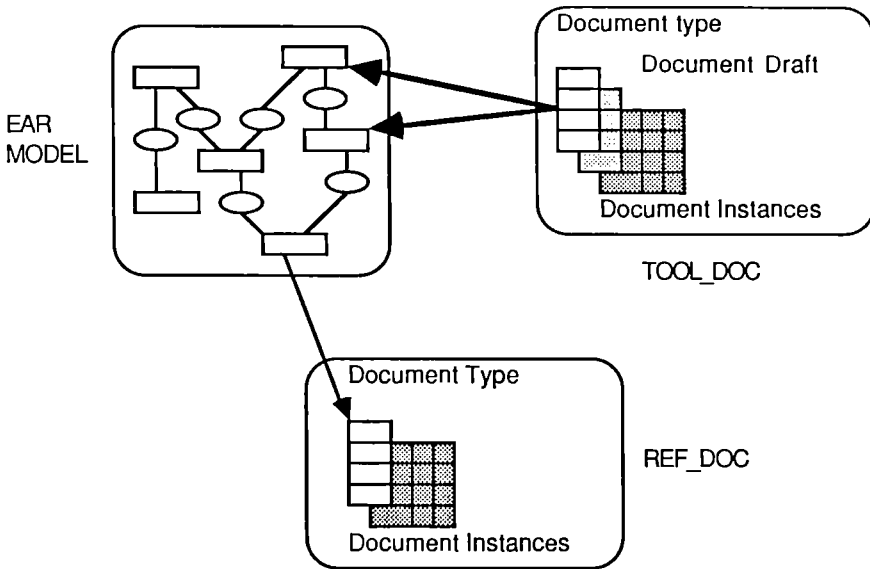 Document type
Document Draft
EAR
MODEL
Document Instances
TOOL_DOC
Document Type
REF_DOC
Document Instances